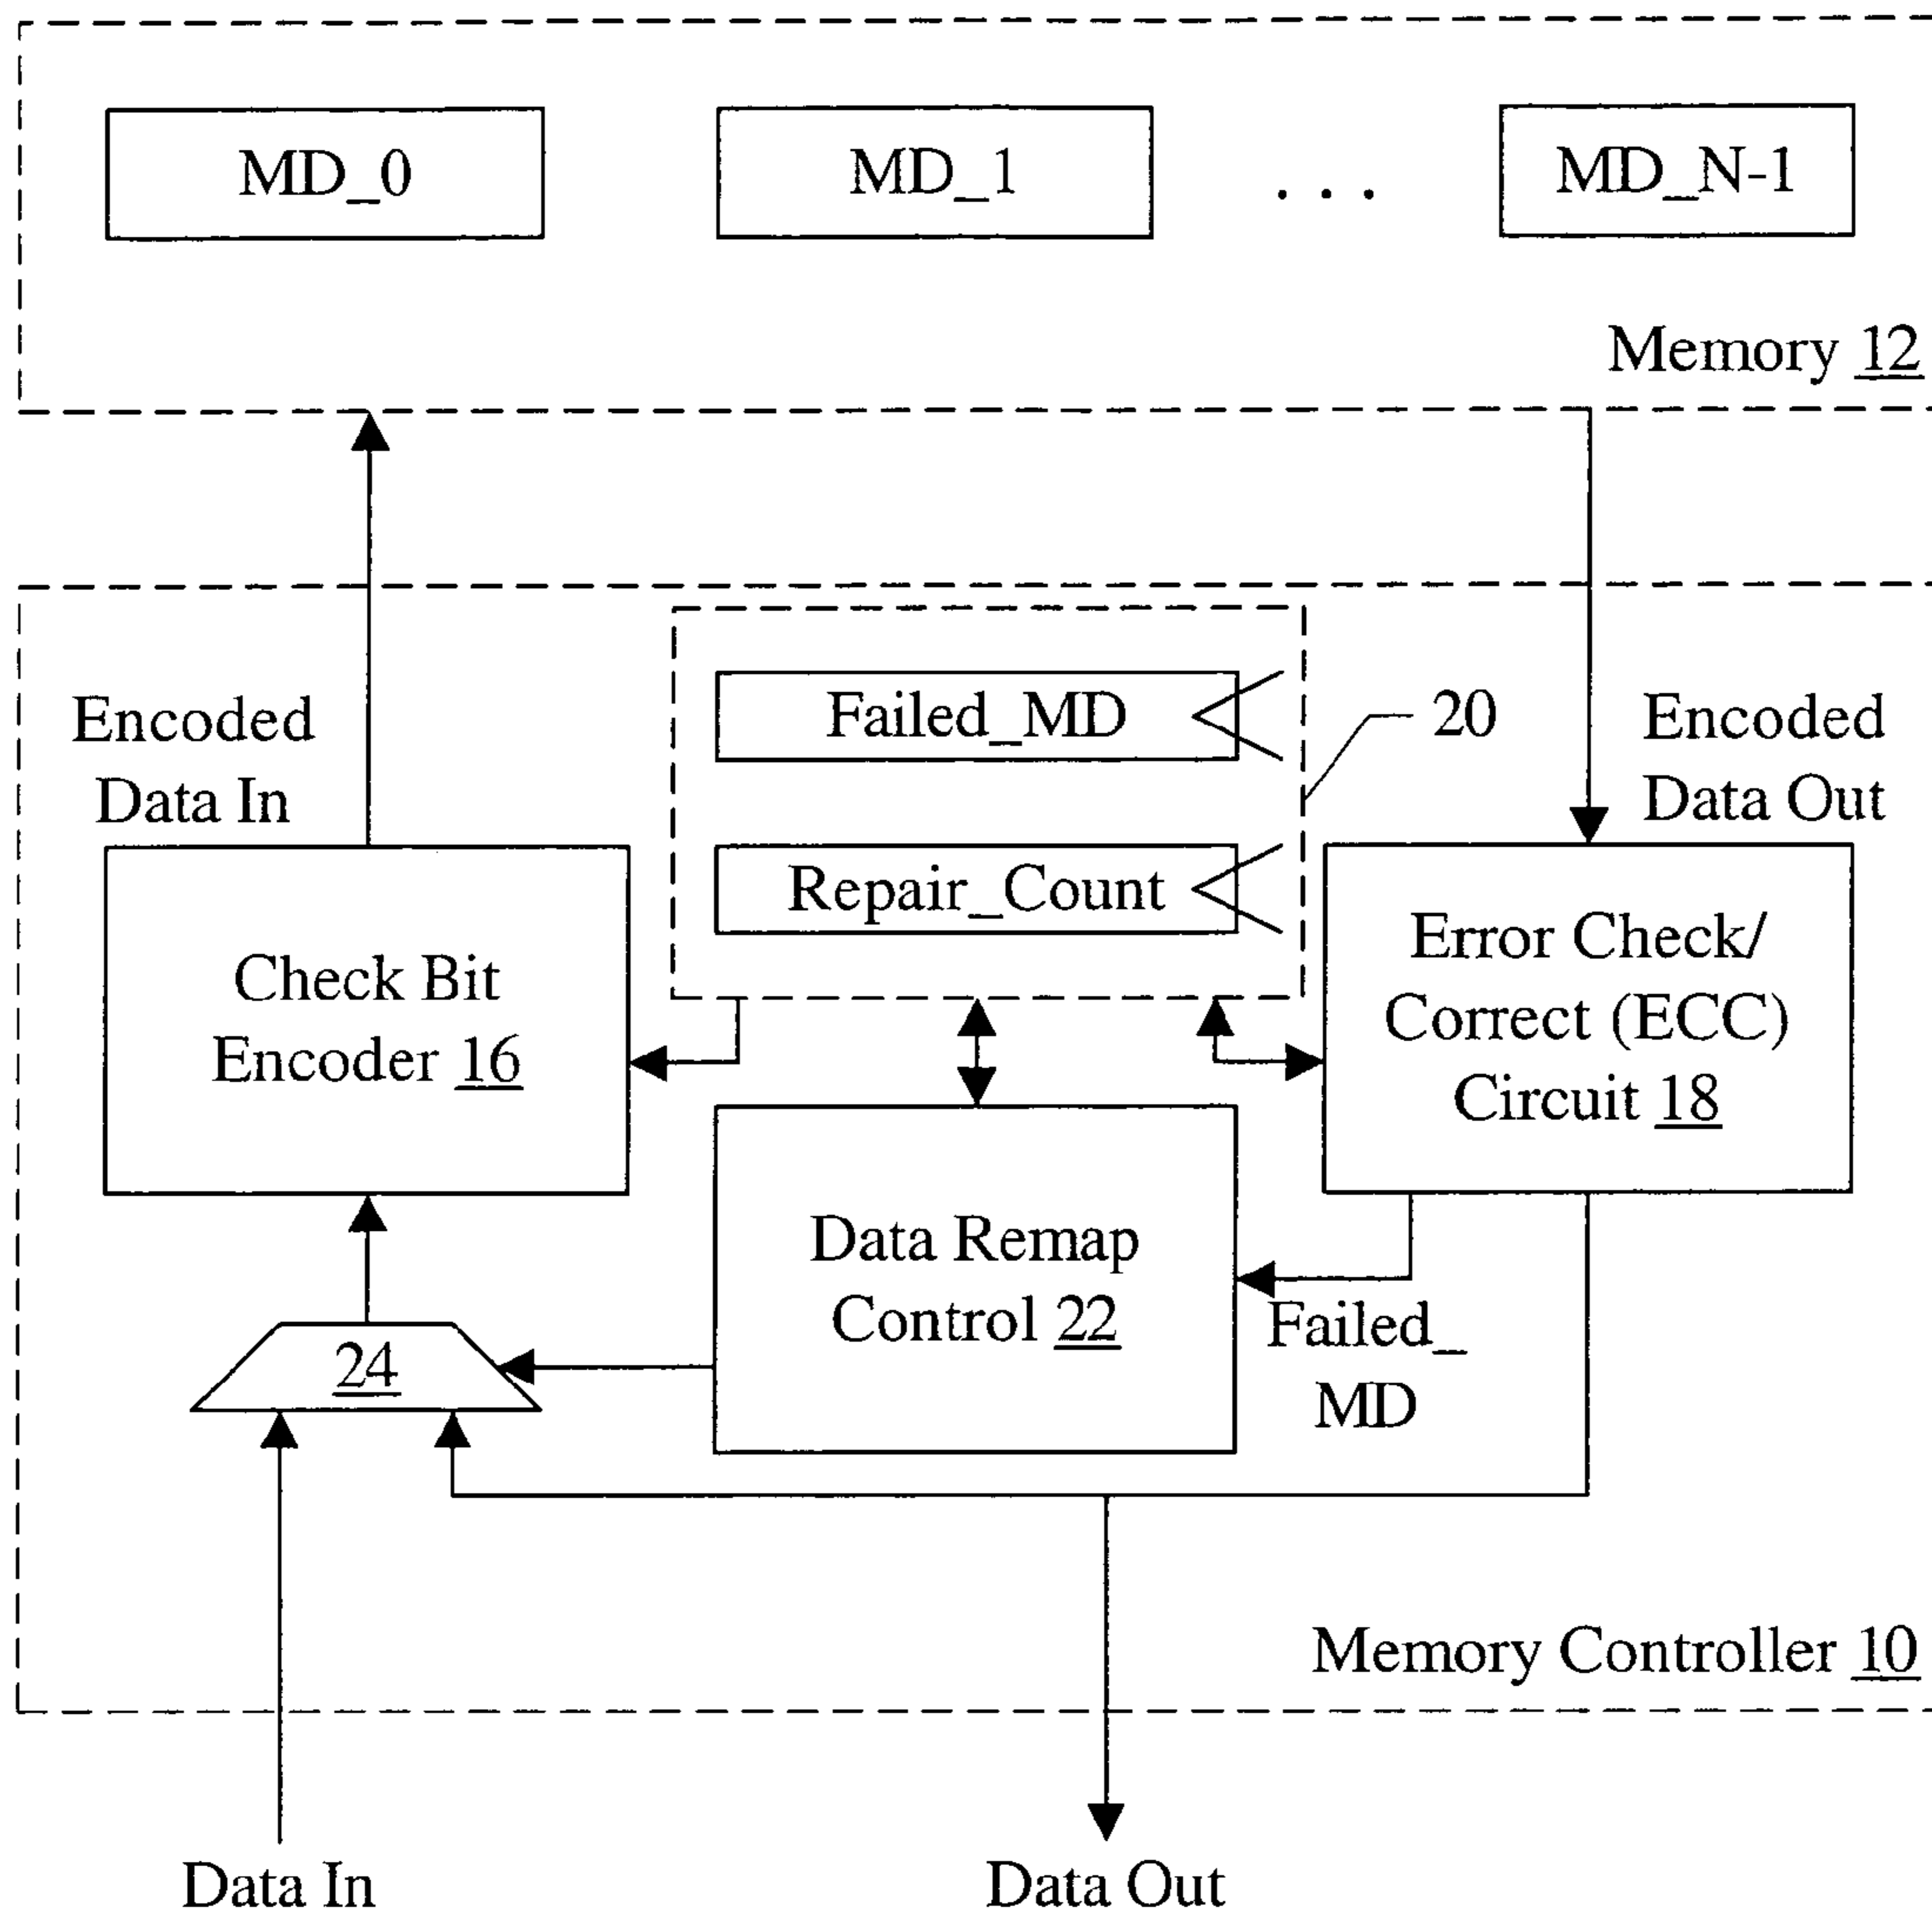 MD_0
MD_1
. . .
MD_N-1
Memory 12
Encoded
Data In
Failed_MD
Repair_Count
20
Encoded
Data Out
Check Bit
Encoder 16
Error Check/
Correct (ECC)
Circuit 18
Data Remap
Control 22
Failed_
MD
24
Memory Controller 10
Data In
Data Out